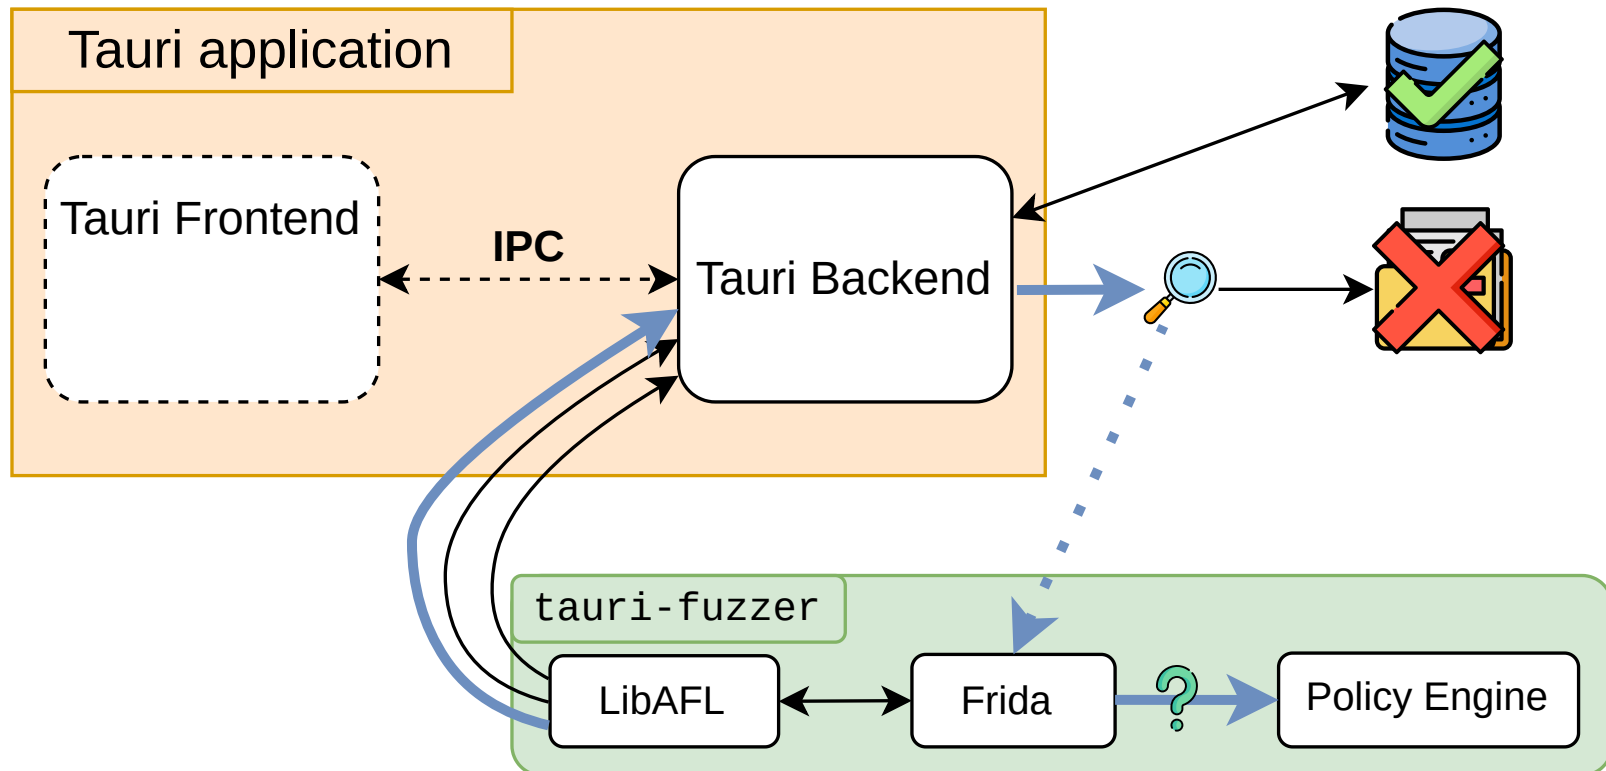 Tauri application
Tauri Frontend
IPC
Tauri Backend
tauri-fuzzer
LibAFL
Frida
?
Policy Engine